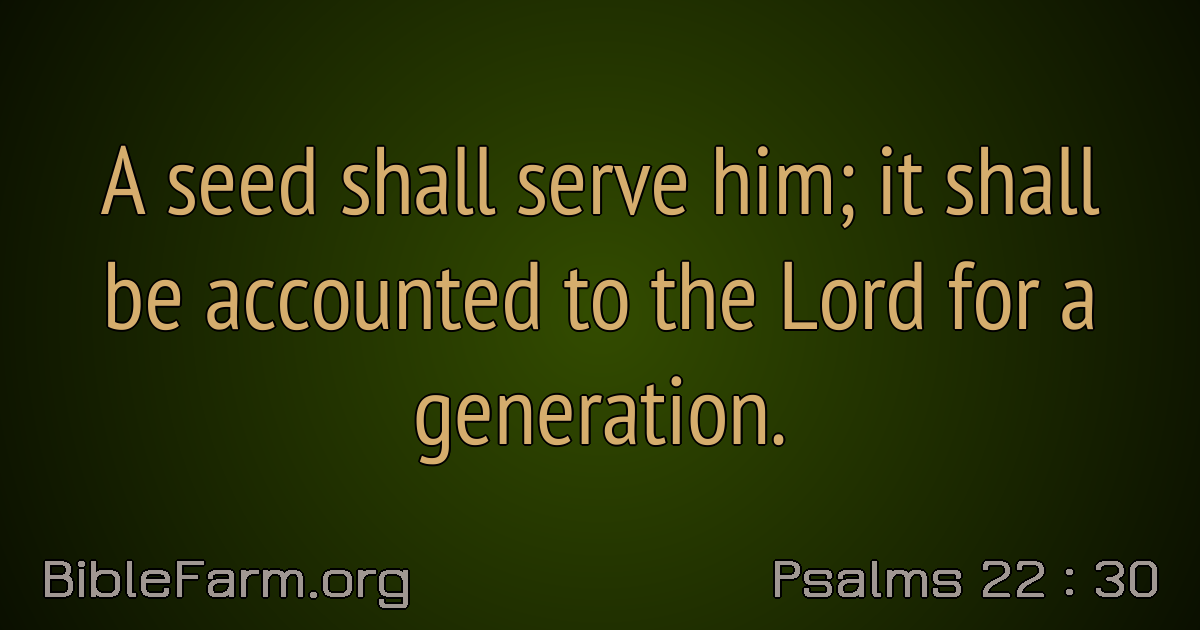 A seed shall serve him; it shall
be accounted to the Lord for a
generation.
BibleFarm.org
Psalms 22 : 30